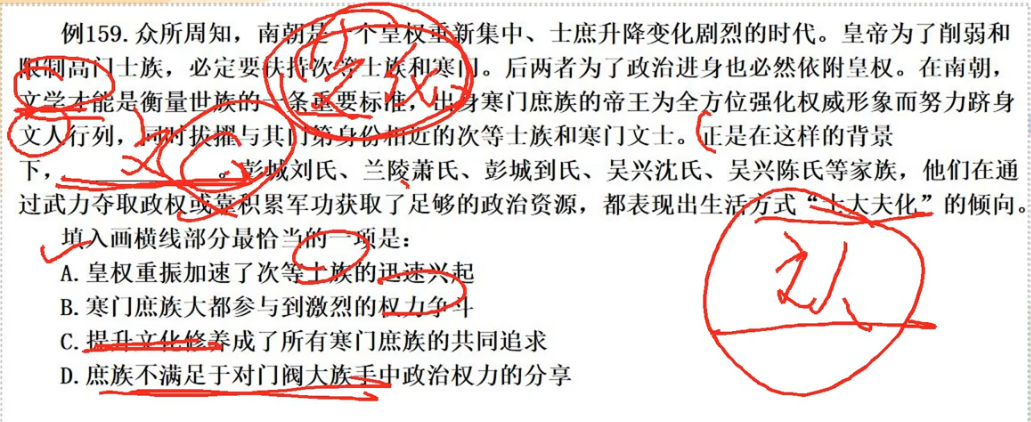 例159.众所周知，南朝是一个皇权重新集中、士庶升降变化剧烈的时代。皇帝为了削弱和
限制高门士族，必定要扶持次等士族和寒门。后两者为了政治进身也必然依附皇权。在南朝，
文学才能是衡量世族的一条重要标准，出身寒门庶族的帝王为全方位强化权威形象而努力跻身
文人行列，同时拔擢与其门第身份相近的次等士族和寒门文士。正是在这样的背景
下，____________。彭城刘氏、兰陵萧氏、彭城到氏、吴兴沈氏、吴兴陈氏等家族，他们在通
过武力夺取政权或靠积累军功获取了足够的政治资源，都表现出生活方式“士大夫化”的倾向。
填入画横线部分最恰当的一项是：
A.皇权重振加速了次等士族的迅速兴起
B.寒门庶族大都参与到激烈的权力争斗
C.提升文化修养成了所有寒门庶族的共同追求
D.庶族不满足于对门阀大族手中政治权力的分享